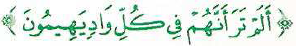 ﴿ أَلَمْ تَرَ أَنَّهُمْ فِي كُلِّ وَادٍ يَهِيمُونَ ﴾